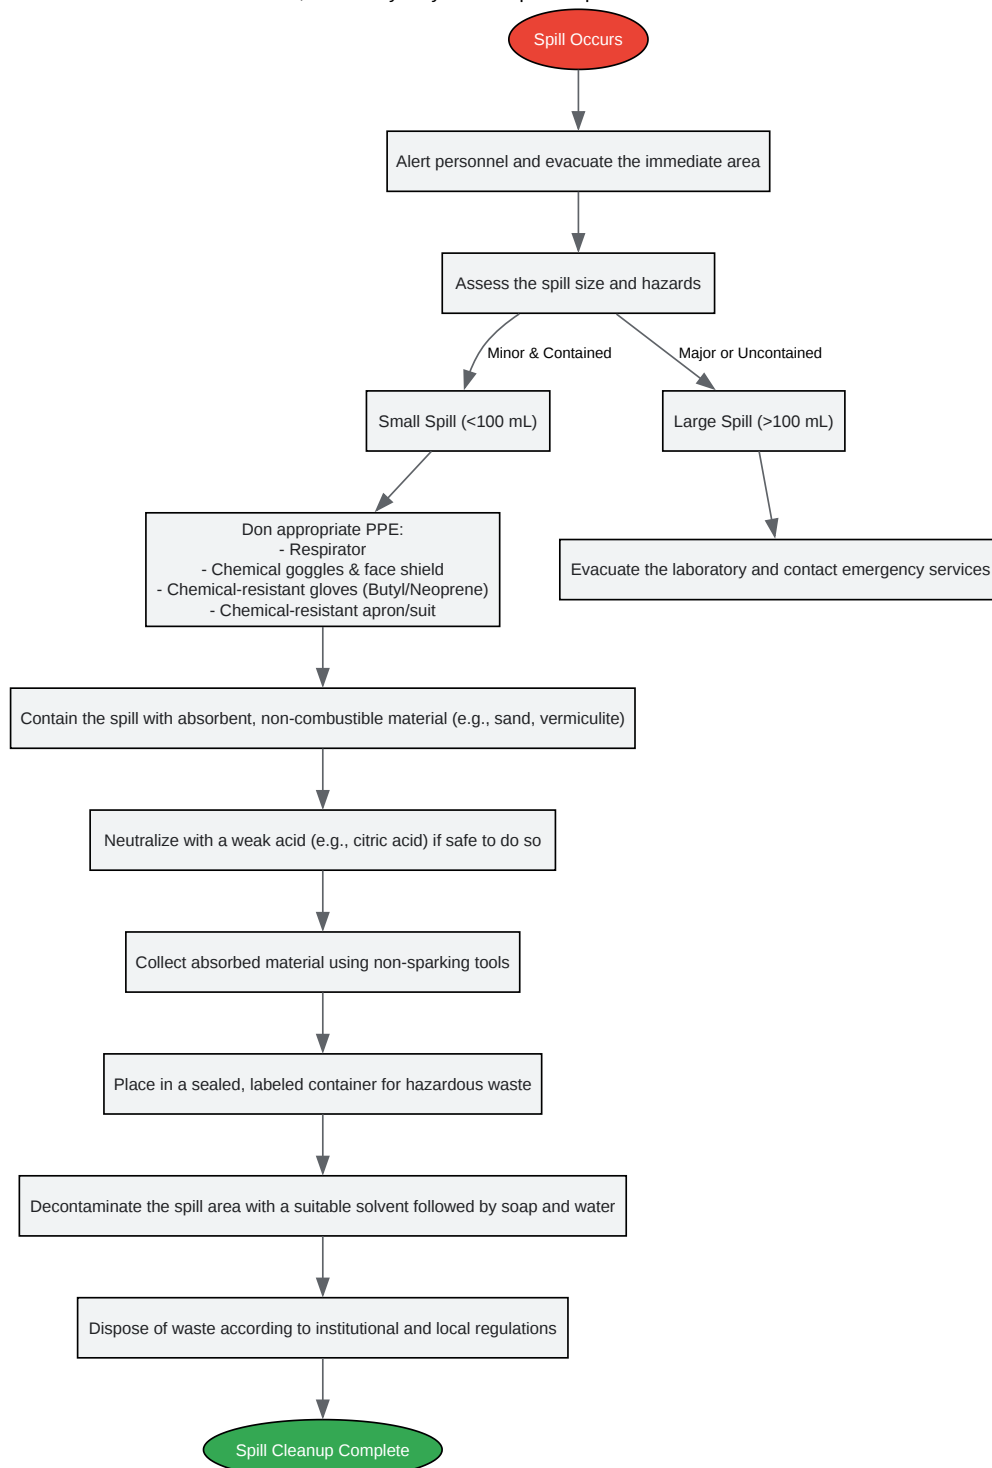 Spill Occurs
Alert personnel and evacuate the immediate area
Assess the spill size and hazards
Minor & Contained
Major or Uncontained
Small Spill (<100 mL)
Large Spill (>100 mL)
Don appropriate PPE:
- Respirator
- Chemical goggles & face shield
- Chemical-resistant gloves (Butyl/Neoprene)
- Chemical-resistant apron/suit
Evacuate the laboratory and contact emergency services
Contain the spill with absorbent, non-combustible material (e.g., sand, vermiculite)
Neutralize with a weak acid (e.g., citric acid) if safe to do so
Collect absorbed material using non-sparking tools
Place in a sealed, labeled container for hazardous waste
Decontaminate the spill area with a suitable solvent followed by soap and water
Dispose of waste according to institutional and local regulations
Spill Cleanup Complete